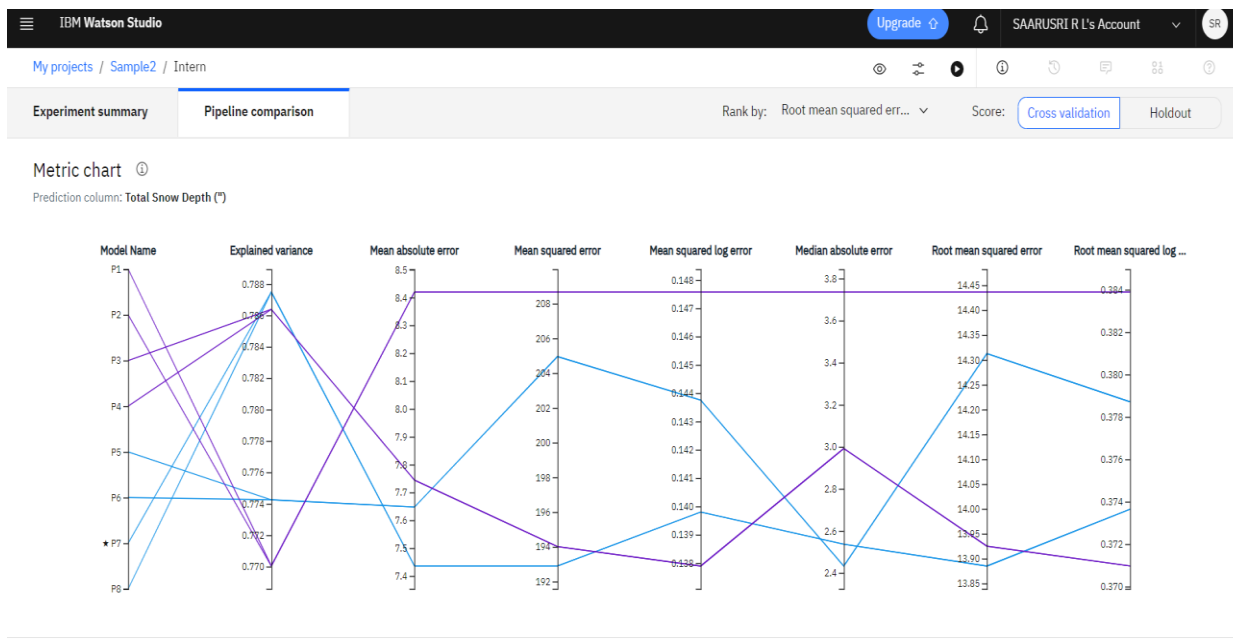 IBM Watson Studio
Upgrade
SAARUSRI R L's Account
SR
My projects / Sample2 / Intern
Experiment summary
Pipeline comparison
Rank by: Root mean squared err...
Score: Cross validation Holdout
Metric chart
Prediction column: Total Snow Depth (")
Model Name
P1
P2
P3
P4
P5
P6
★ P7
P8
Explained variance
0.788
0.786
0.784
0.782
0.780
0.778
0.776
0.774
0.772
0.770
Mean absolute error
8.5
8.4
8.3
8.2
8.1
8.0
7.9
7.8
7.7
7.6
7.5
7.4
Mean squared error
208
206
204
202
200
198
196
194
192
Mean squared log error
0.148
0.147
0.146
0.145
0.144
0.143
0.142
0.141
0.140
0.139
0.138
Median absolute error
3.8
3.6
3.4
3.2
3.0
2.8
2.6
2.4
Root mean squared error
14.45
14.40
14.35
14.30
14.25
14.20
14.15
14.10
14.05
14.00
13.95
13.90
13.85
Root mean squared log ...
0.384
0.382
0.380
0.378
0.376
0.374
0.372
0.370